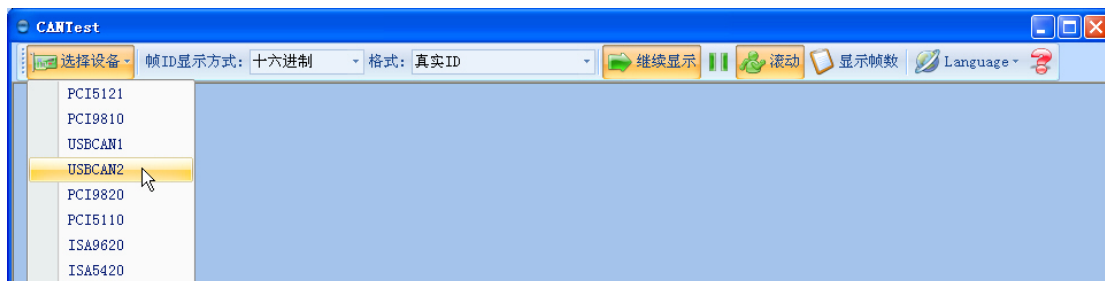 CANTest
选择设备 帧ID显示方式: 十六进制 格式: 真实ID 继续显示 滚动 显示帧数 Language
PCI5121
PCI9810
USBCAN1
USBCAN2
PCI9820
PCI5110
ISA9620
ISA5420